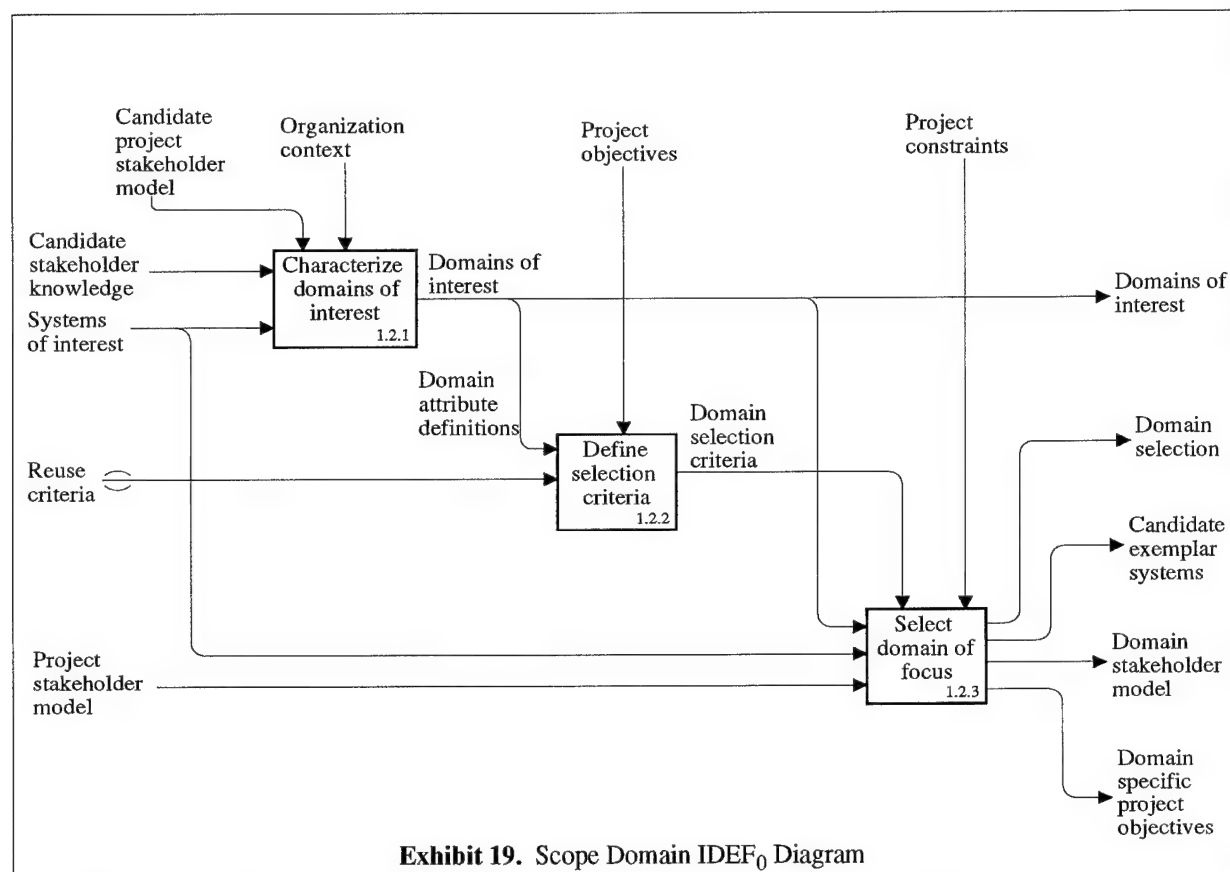 Candidate
project
stakeholder
model
Organization
context
Project
objectives
Project
constraints
Candidate
stakeholder
knowledge
Systems
of interest
Characterize
domains of
interest
1.2.1
Domains of
interest
Domains of
interest
Domain
attribute
definitions
Reuse
criteria
Define
selection
criteria
1.2.2
Domain
selection
criteria
Domain
selection
Candidate
exemplar
systems
Project
stakeholder
model
Select
domain of
focus
1.2.3
Domain
stakeholder
model
Domain
specific
project
objectives
Exhibit 19. Scope Domain IDEF0 Diagram